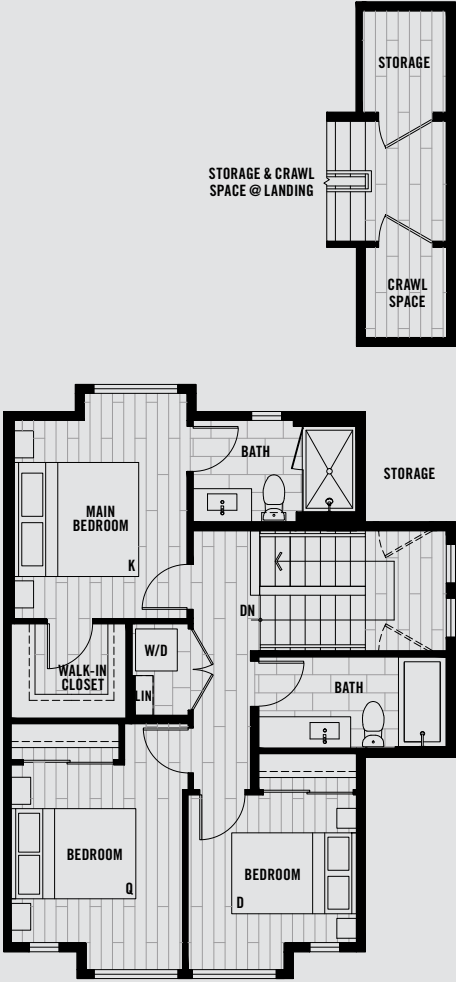 STORAGE
STORAGE & CRAWL
SPACE @ LANDING
CRAWL
SPACE
BATH
STORAGE
MAIN
BEDROOM
K
DN
W/D
WALK-IN
CLOSET
LIN
BATH
BEDROOM
Q
BEDROOM
D